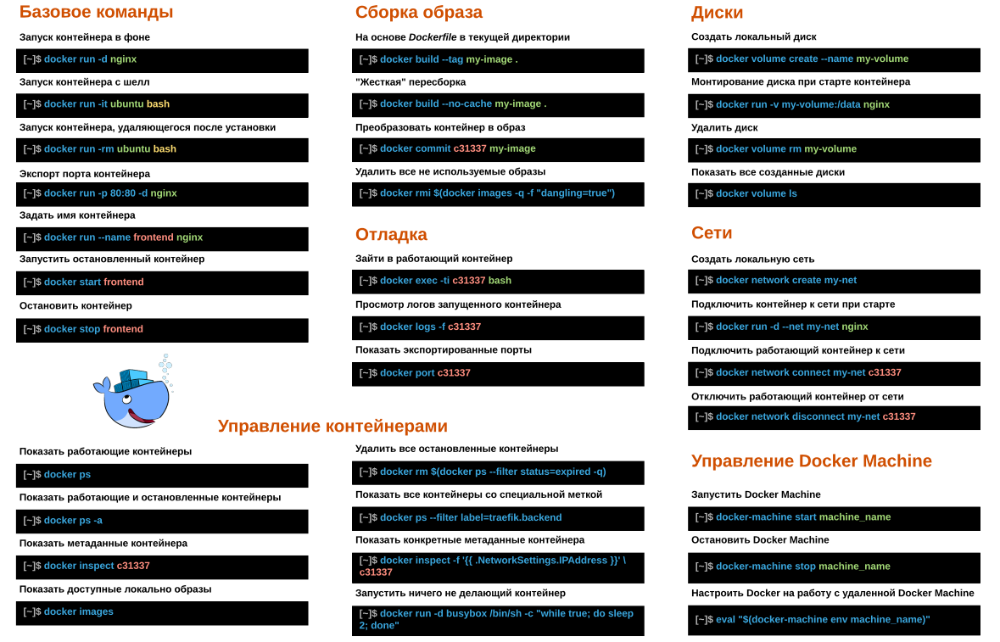 Базовое команды
Запуск контейнера в фоне
[~]$ docker run -d nginx
Запуск контейнера с шелл
[~]$ docker run -it ubuntu bash
Запуск контейнера, удаляющегося после установки
[~]$ docker run -rm ubuntu bash
Экспорт порта контейнера
[~]$ docker run -p 80:80 -d nginx
Задать имя контейнера
[~]$ docker run --name frontend nginx
Запустить остановленный контейнер
[~]$ docker start frontend
Остановить контейнер
[~]$ docker stop frontend
Сборка образа
На основе Dockerfile в текущей директории
[~]$ docker build --tag my-image .
"Жесткая" пересборка
[~]$ docker build --no-cache my-image .
Преобразовать контейнер в образ
[~]$ docker commit c31337 my-image
Удалить все не используемые образы
[~]$ docker rmi $(docker images -q -f "dangling=true")
Отладка
Зайти в работающий контейнер
[~]$ docker exec -ti c31337 bash
Просмотр логов запущенного контейнера
[~]$ docker logs -f c31337
Показать экспортированные порты
[~]$ docker port c31337
Диски
Создать локальный диск
[~]$ docker volume create --name my-volume
Монтирование диска при старте контейнера
[~]$ docker run -v my-volume:/data nginx
Удалить диск
[~]$ docker volume rm my-volume
Показать все созданные диски
[~]$ docker volume ls
Сети
Создать локальную сеть
[~]$ docker network create my-net
Подключить контейнер к сети при старте
[~]$ docker run -d --net my-net nginx
Подключить работающий контейнер к сети
[~]$ docker network connect my-net c31337
Отключить работающий контейнер от сети
[~]$ docker network disconnect my-net c31337
Управление контейнерами
Показать работающие контейнеры
[~]$ docker ps
Показать работающие и остановленные контейнеры
[~]$ docker ps -a
Показать метаданные контейнера
[~]$ docker inspect c31337
Показать доступные локально образы
[~]$ docker images
Удалить все остановленные контейнеры
[~]$ docker rm $(docker ps --filter status=expired -q)
Показать все контейнеры со специальной меткой
[~]$ docker ps --filter label=traefik.backend
Показать конкретные метаданные контейнера
[~]$ docker inspect -f '{{ .NetworkSettings.IPAddress }}' \
c31337
Запустить ничего не делающий контейнер
[~]$ docker run -d busybox /bin/sh -c "while true; do sleep
2; done"
Управление Docker Machine
Запустить Docker Machine
[~]$ docker-machine start machine_name
Остановить Docker Machine
[~]$ docker-machine stop machine_name
Настроить Docker на работу с удаленной Docker Machine
[~]$ eval "$(docker-machine env machine_name)"